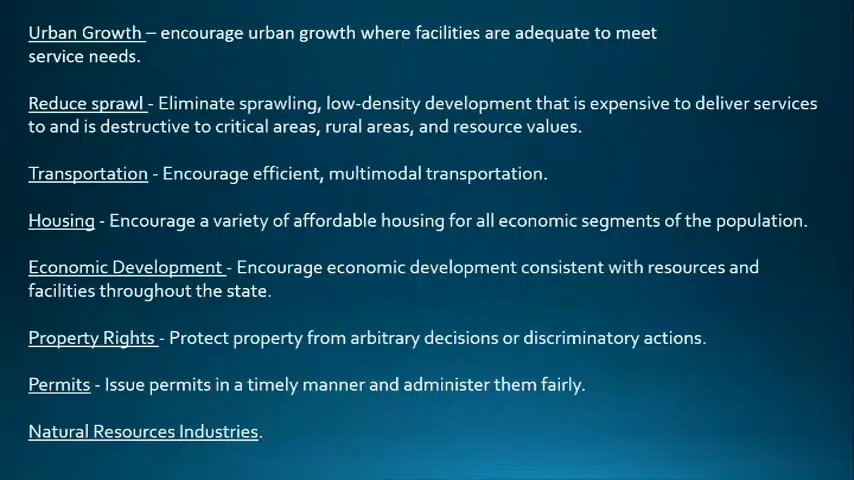 Urban Growth – encourage urban growth where facilities are adequate to meet
service needs.
Reduce sprawl - Eliminate sprawling, low-density development that is expensive to deliver services
to and is destructive to critical areas, rural areas, and resource values.
Transportation - Encourage efficient, multimodal transportation.
Housing - Encourage a variety of affordable housing for all economic segments of the population.
Economic Development - Encourage economic development consistent with resources and
facilities throughout the state.
Property Rights - Protect property from arbitrary decisions or discriminatory actions.
Permits - Issue permits in a timely manner and administer them fairly.
Natural Resources Industries.